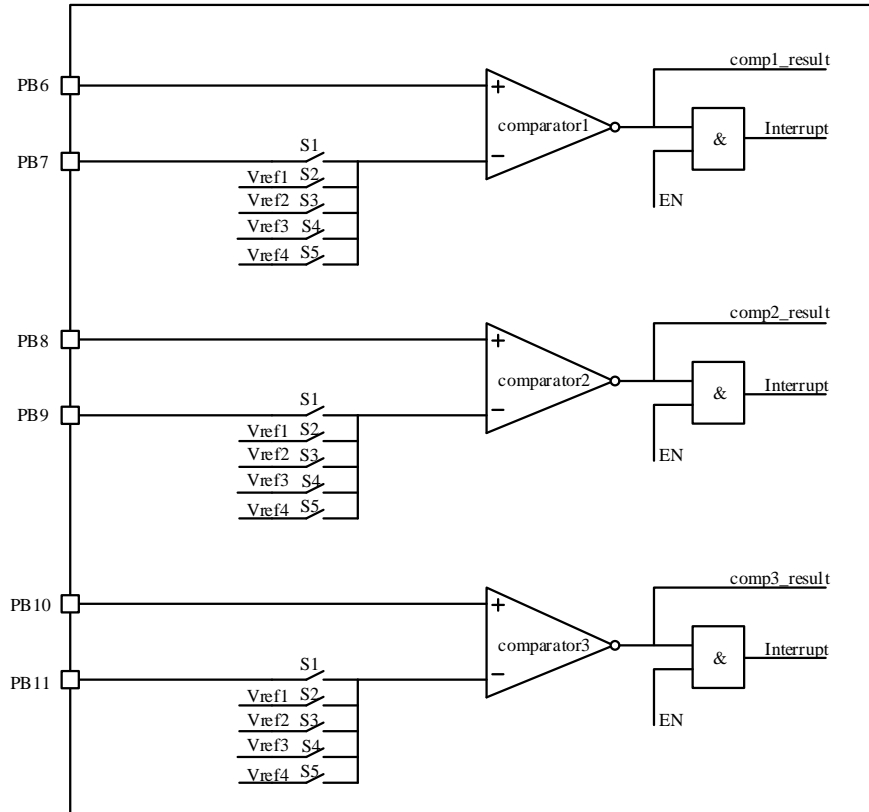 comp1_result
PB6
+
comparator1
&
Interrupt
PB7
S1
−
Vref1 S2
Vref2 S3
EN
Vref3 S4
Vref4 S5
comp2_result
PB8
+
comparator2
&
Interrupt
PB9
S1
−
Vref1 S2
Vref2 S3
EN
Vref3 S4
Vref4 S5
comp3_result
PB10
+
comparator3
&
Interrupt
PB11
S1
−
Vref1 S2
Vref2 S3
EN
Vref3 S4
Vref4 S5